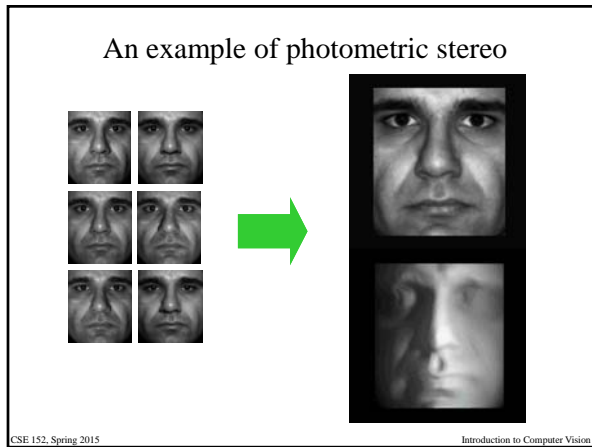 An example of photometric stereo
CSE 152, Spring 2015
Introduction to Computer Vision